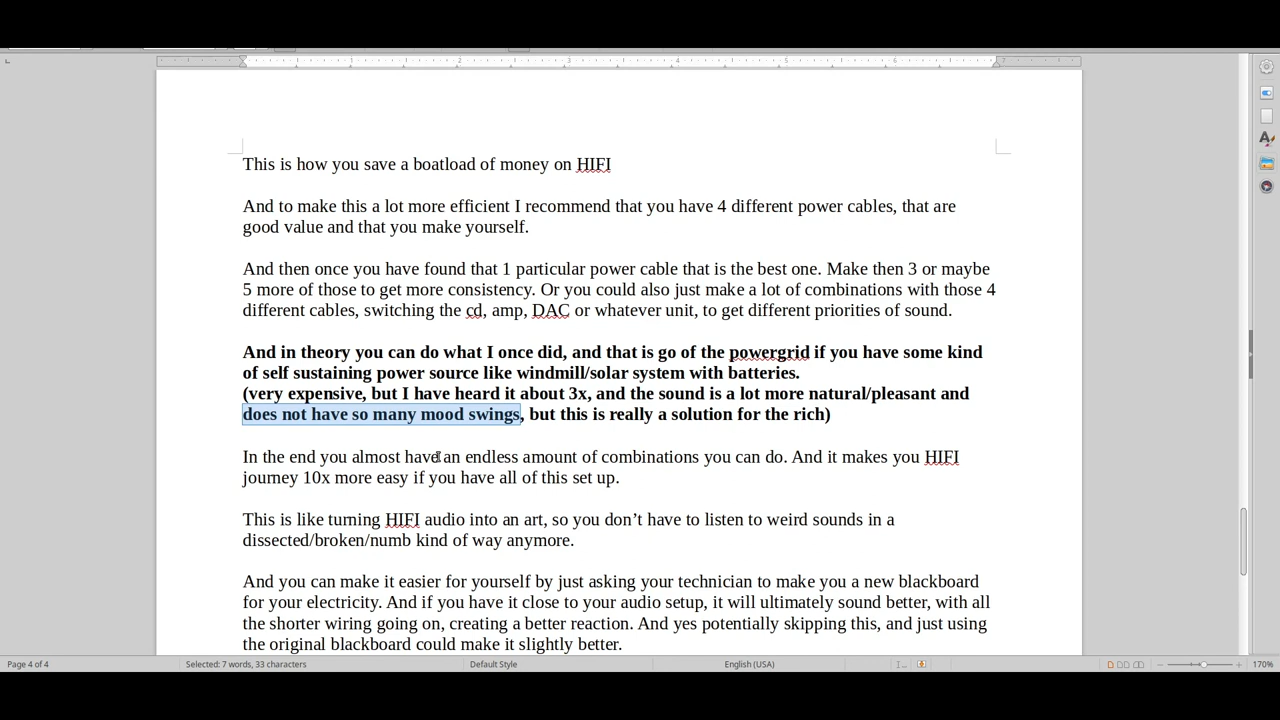 1 2 3 4 5 6 7
This is how you save a boatload of money on HIFI
And to make this a lot more efficient I recommend that you have 4 different power cables, that are
good value and that you make yourself.
And then once you have found that 1 particular power cable that is the best one. Make then 3 or maybe
5 more of those to get more consistency. Or you could also just make a lot of combinations with those 4
different cables, switching the cd, amp, DAC or whatever unit, to get different priorities of sound.
And in theory you can do what I once did, and that is go of the powergrid if you have some kind
of self sustaining power source like windmill/solar system with batteries.
(very expensive, but I have heard it about 3x, and the sound is a lot more natural/pleasant and
does not have so many mood swings, but this is really a solution for the rich)
In the end you almost have an endless amount of combinations you can do. And it makes you HIFI
journey 10x more easy if you have all of this set up.
This is like turning HIFI audio into an art, so you don’t have to listen to weird sounds in a
dissected/broken/numb kind of way anymore.
And you can make it easier for yourself by just asking your technician to make you a new blackboard
for your electricity. And if you have it close to your audio setup, it will ultimately sound better, with all
the shorter wiring going on, creating a better reaction. And yes potentially skipping this, and just using
the original blackboard could make it slightly better.
Page 4 of 4 Selected: 7 words, 33 characters Default Style English (USA) 170%